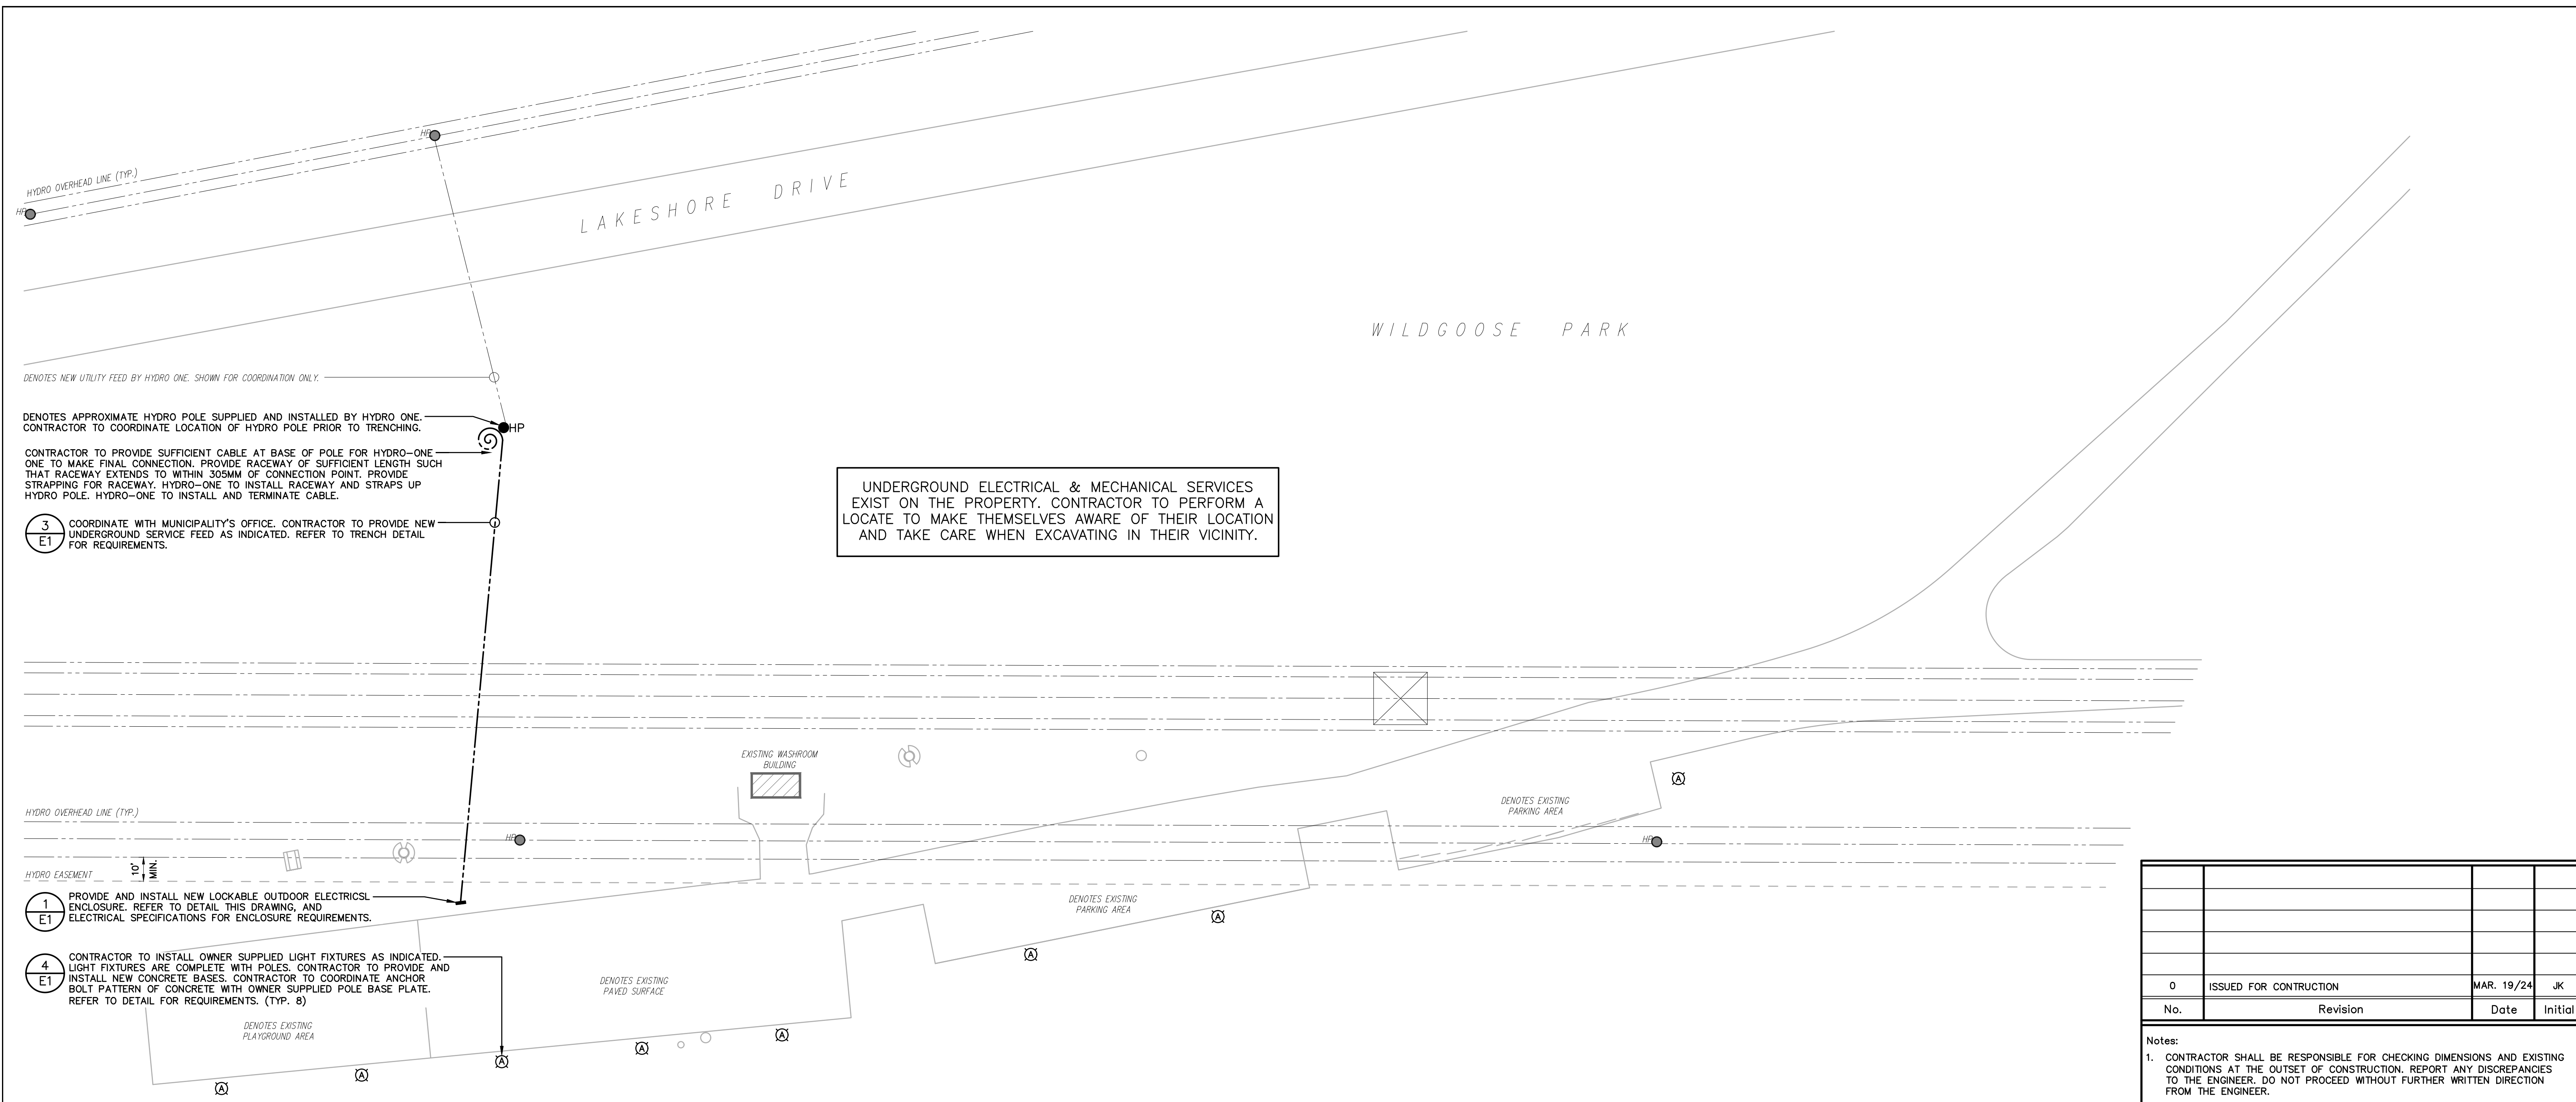 HP
HYDRO OVERHEAD LINE (TYP.)
HP
LAKESHORE DRIVE
WILDGOOSE PARK
DENOTES NEW UTILITY FEED BY HYDRO ONE. SHOWN FOR COORDINATION ONLY.
DENOTES APPROXIMATE HYDRO POLE SUPPLIED AND INSTALLED BY HYDRO ONE.
CONTRACTOR TO COORDINATE LOCATION OF HYDRO POLE PRIOR TO TRENCHING.
HP
CONTRACTOR TO PROVIDE SUFFICIENT CABLE AT BASE OF POLE FOR HYDRO-ONE
ONE TO MAKE FINAL CONNECTION. PROVIDE RACEWAY OF SUFFICIENT LENGTH SUCH
THAT RACEWAY EXTENDS TO WITHIN 305MM OF CONNECTION POINT. PROVIDE
STRAPPING FOR RACEWAY. HYDRO-ONE TO INSTALL RACEWAY AND STRAPS UP
HYDRO POLE. HYDRO-ONE TO INSTALL AND TERMINATE CABLE.
3
E1
COORDINATE WITH MUNICIPALITY'S OFFICE. CONTRACTOR TO PROVIDE NEW
UNDERGROUND SERVICE FEED AS INDICATED. REFER TO TRENCH DETAIL
FOR REQUIREMENTS.
UNDERGROUND ELECTRICAL & MECHANICAL SERVICES
EXIST ON THE PROPERTY. CONTRACTOR TO PERFORM A
LOCATE TO MAKE THEMSELVES AWARE OF THEIR LOCATION
AND TAKE CARE WHEN EXCAVATING IN THEIR VICINITY.
EXISTING WASHROOM
BUILDING
HYDRO OVERHEAD LINE (TYP.)
HP
DENOTES EXISTING
PARKING AREA
A
HP
10'
MIN.
HYDRO EASEMENT
1
E1
PROVIDE AND INSTALL NEW LOCKABLE OUTDOOR ELECTRICSL
ENCLOSURE. REFER TO DETAIL THIS DRAWING, AND
ELECTRICAL SPECIFICATIONS FOR ENCLOSURE REQUIREMENTS.
DENOTES EXISTING
PARKING AREA
A
A
4
E1
CONTRACTOR TO INSTALL OWNER SUPPLIED LIGHT FIXTURES AS INDICATED.
LIGHT FIXTURES ARE COMPLETE WITH POLES. CONTRACTOR TO PROVIDE AND
INSTALL NEW CONCRETE BASES. CONTRACTOR TO COORDINATE ANCHOR
BOLT PATTERN OF CONCRETE WITH OWNER SUPPLIED POLE BASE PLATE.
REFER TO DETAIL FOR REQUIREMENTS. (TYP. 8)
DENOTES EXISTING
PAVED SURFACE
DENOTES EXISTING
PLAYGROUND AREA
A
A
A
A
A
0 ISSUED FOR CONTRUCTION MAR. 19/24 JK
No. Revision Date Initial
Notes:
1. CONTRACTOR SHALL BE RESPONSIBLE FOR CHECKING DIMENSIONS AND EXISTING
CONDITIONS AT THE OUTSET OF CONSTRUCTION. REPORT ANY DISCREPANCIES
TO THE ENGINEER. DO NOT PROCEED WITHOUT FURTHER WRITTEN DIRECTION
FROM THE ENGINEER.